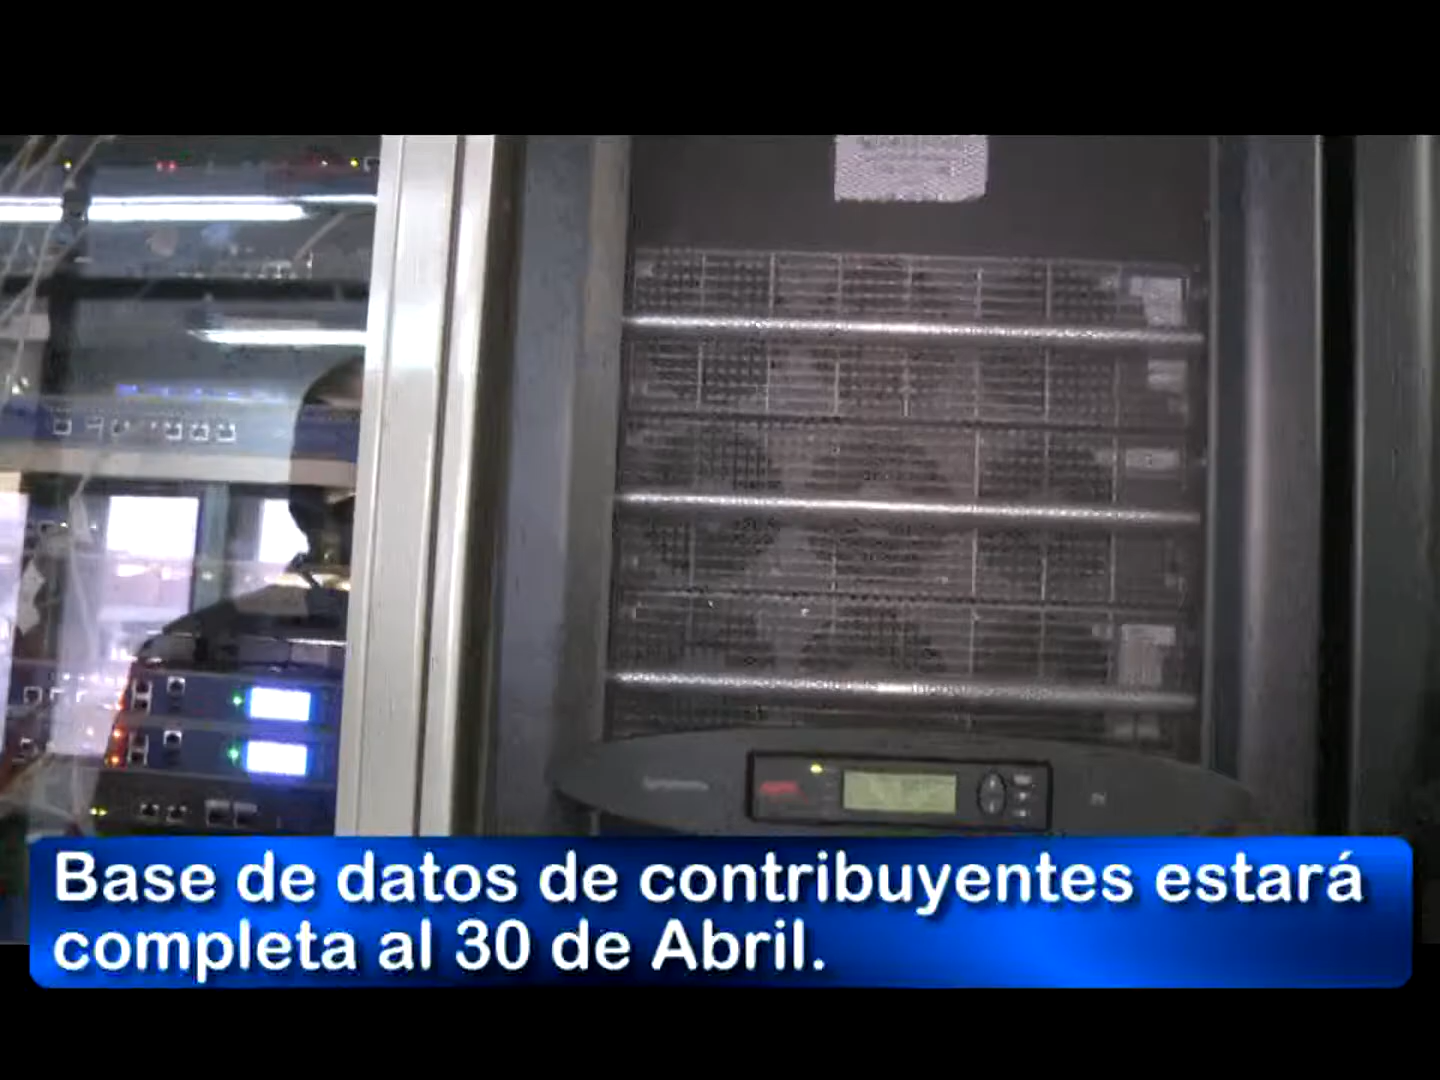 Base de datos de contribuyentes estará
completa al 30 de Abril.